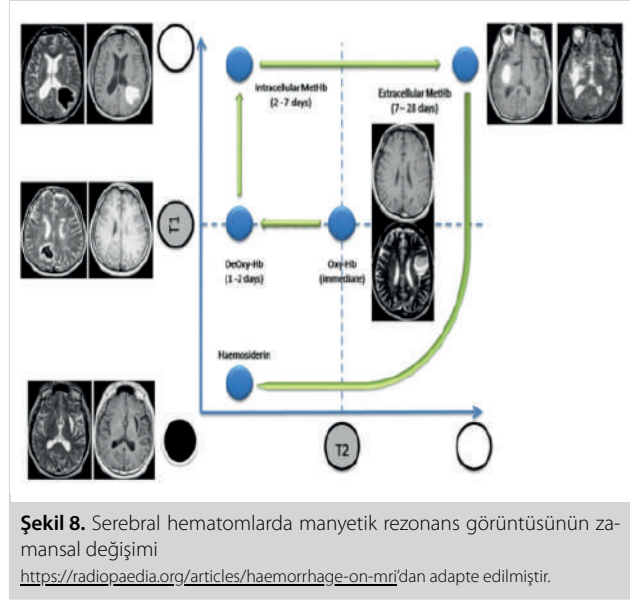 Intracellular MetHb
(2 - 7 days)
Extracellular MetHb
(7 – 28 days)
T1
DeOxy-Hb
(1 -2 days)
Oxy-Hb
(immediate)
Haemosiderin
T2
Şekil 8. Serebral hematomlarda manyetik rezonans görüntüsünün za-
mansal değişimi
https://radiopaedia.org/articles/haemorrhage-on-mri'dan adapte edilmiştir.